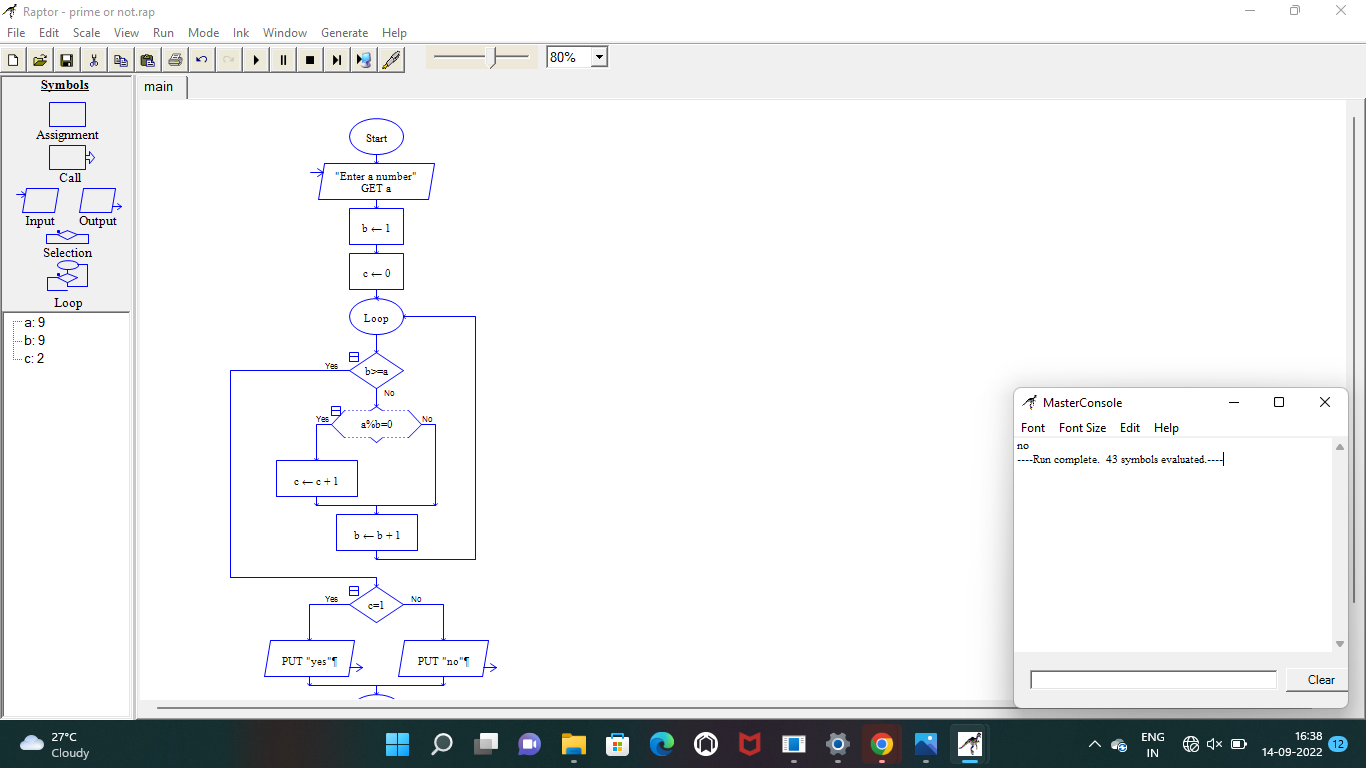 Raptor - prime or not.rap
File Edit Scale View Run Mode Ink Window Generate Help
80%
Symbols
main
Assignment
Call
Input Output
Selection
Loop
a: 9
b: 9
c: 2
Start
"Enter a number"
GET a
b ← 1
c ← 0
Loop
Yes
b>=a
No
Yes
a%b=0
No
c ← c + 1
b ← b + 1
Yes
c=1
No
PUT "yes"¶
PUT "no"¶
MasterConsole
Font Font Size Edit Help
no
----Run complete. 43 symbols evaluated.----
Clear
27°C
Cloudy
ENG
IN
16:38
14-09-2022
12